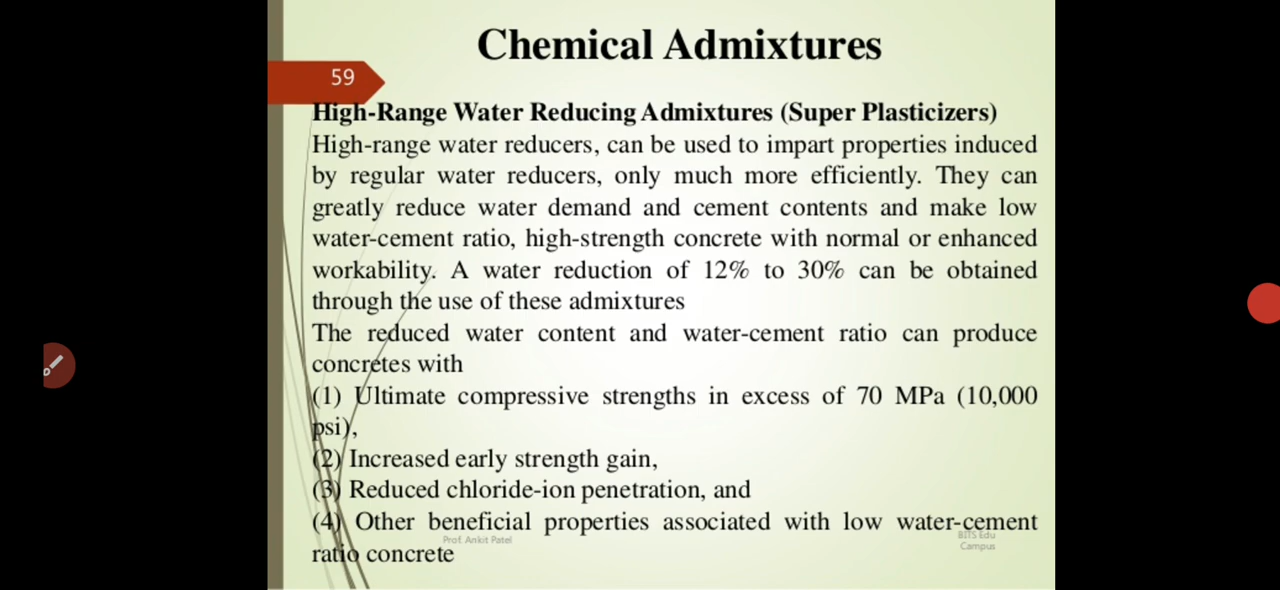 Chemical Admixtures
59
High-Range Water Reducing Admixtures (Super Plasticizers)
High-range water reducers, can be used to impart properties induced
by regular water reducers, only much more efficiently. They can
greatly reduce water demand and cement contents and make low
water-cement ratio, high-strength concrete with normal or enhanced
workability. A water reduction of 12% to 30% can be obtained
through the use of these admixtures
The reduced water content and water-cement ratio can produce
concretes with
(1) Ultimate compressive strengths in excess of 70 MPa (10,000
psi),
(2) Increased early strength gain,
(3) Reduced chloride-ion penetration, and
(4) Other beneficial properties associated with low water-cement
ratio concrete
Prof. Ankit Patel
BITS Edu
Campus